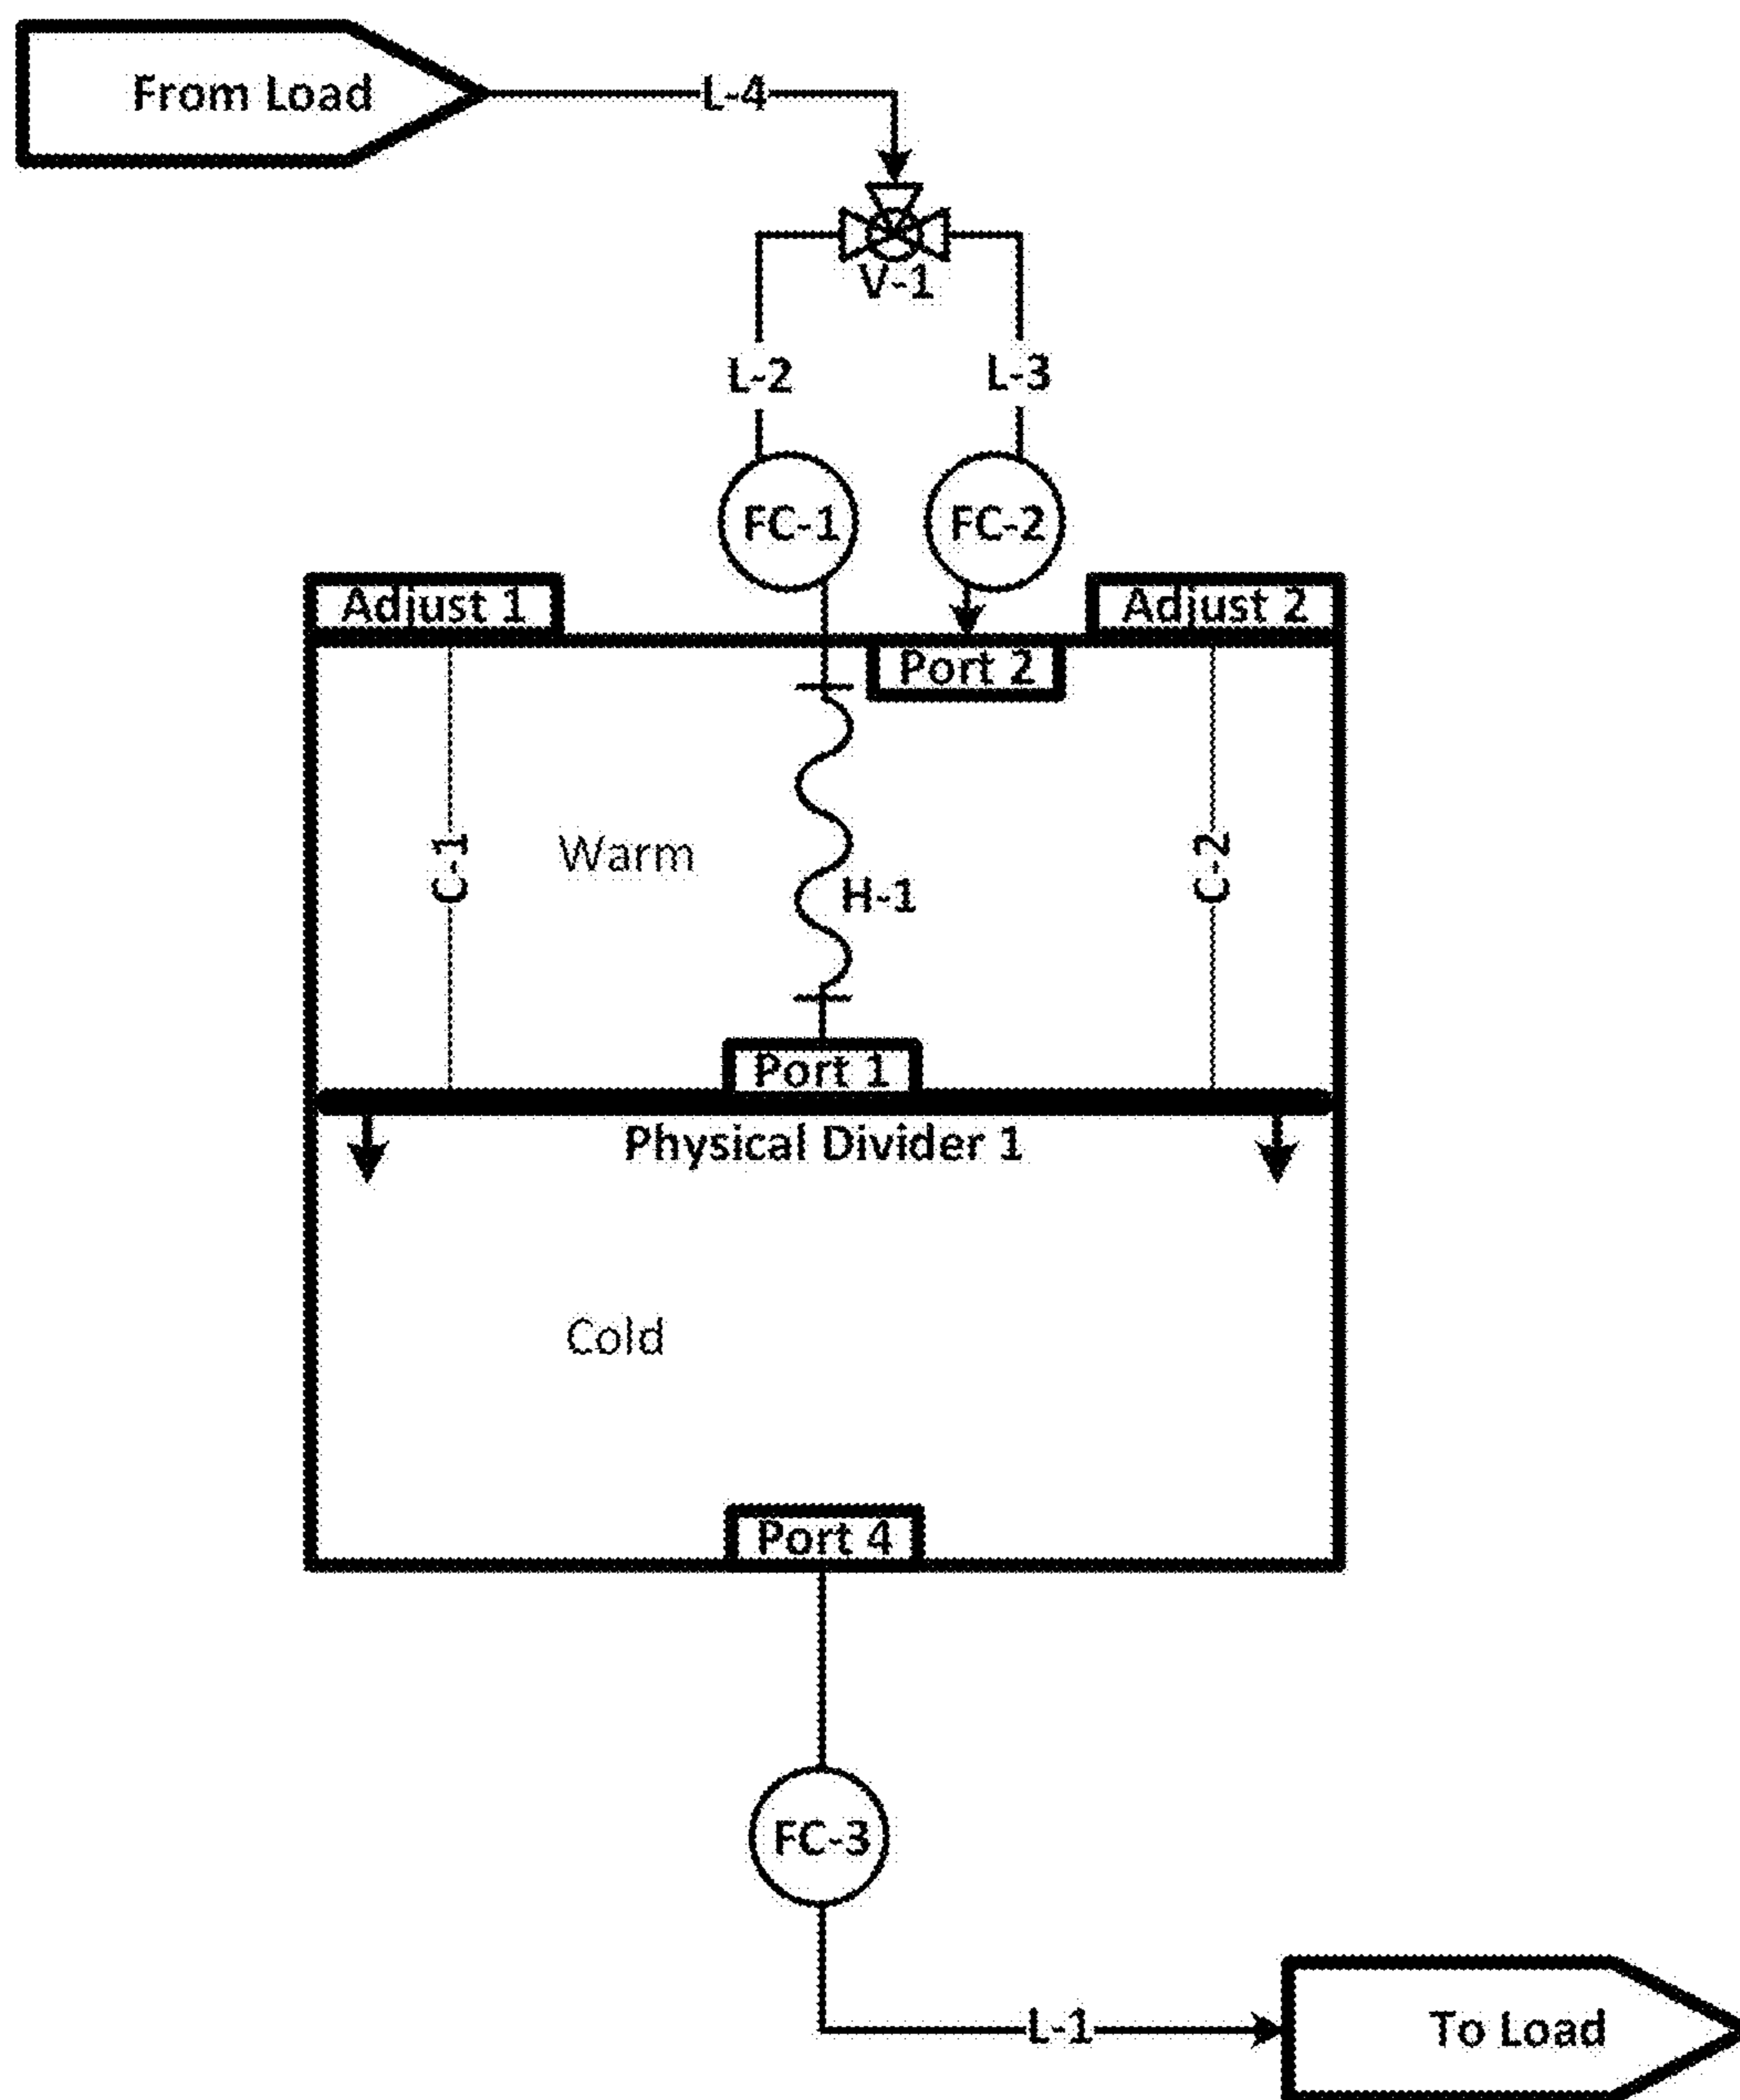 From Load
L-4
V-1
L-2
L-3
FC-1
FC-2
Adjust 1
Adjust 2
Port 2
C-1
Warm
H-1
C-2
Port 1
Physical Divider 1
Cold
Port 4
FC-3
L-1
To Load